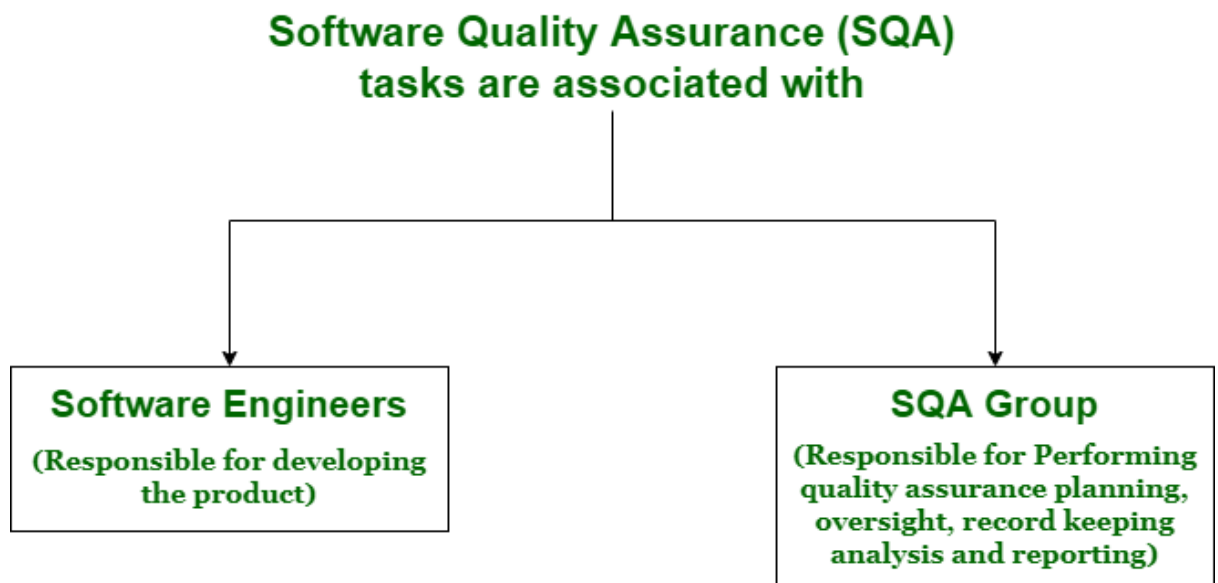 Software Quality Assurance (SQA)
tasks are associated with
Software Engineers
(Responsible for developing
the product)
SQA Group
(Responsible for Performing
quality assurance planning,
oversight, record keeping
analysis and reporting)